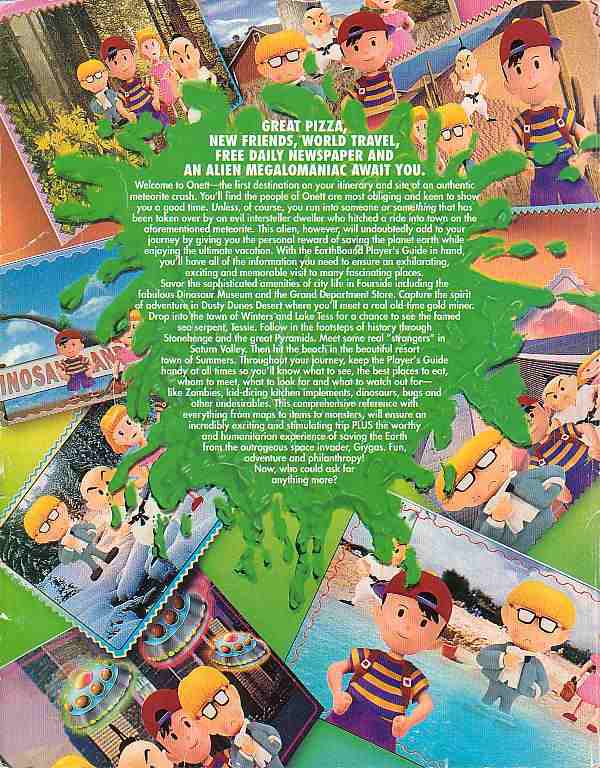 GREAT PIZZA,
NEW FRIENDS, WORLD TRAVEL,
FREE DAILY NEWSPAPER AND
AN ALIEN MEGALOMANIAC AWAIT YOU.
Welcome to Onett—the first destination on your itinerary and site of an authentic
meteorite crash. You'll find the people of Onett are most obliging and keen to show
you a good time. Unless, of course, you run into someone or something that has
been taken over by an evil intersteller dweller who hitched a ride into town on the
aforementioned meteorite. This alien, however, will undoubtedly add to your
journey by giving you the personal reward of saving the planet earth while
enjoying the ultimate vacation. With the EarthBound Player's Guide in hand,
you'll have all of the information you need to ensure an exhilarating,
exciting and memorable visit to many fascinating places.
Savor the sophisticated amenities of city life in Fourside including the
fabulous Dinosaur Museum and the Grand Department Store. Capture the spirit
of adventure in Dusty Dunes Desert where you'll meet a real old-time gold miner.
Drop into the town of Winters and Lake Tess for a chance to see the famed
sea serpent, Tessie. Follow in the footsteps of history through
Stonehenge and the great Pyramids. Meet some real "strangers" in
Saturn Valley. Then hit the beach in the beautiful resort
town of Summers. Throughout your journey, keep the Player's Guide
handy at all times so you'll know what to see, the best places to eat,
whom to meet, what to look for and what to watch out for—
like Zombies, kid-dicing kitchen implements, dinosaurs, bugs and
other undesirables. This comprehensive reference with
everything from maps to items to monsters, will ensure an
incredibly exciting and stimulating trip PLUS the worthy
and humanitarian experience of saving the Earth
from the outrageous space invader, Giygas. Fun,
adventure and philanthropy!
Now, who could ask for
anything more?
INOSA
AN